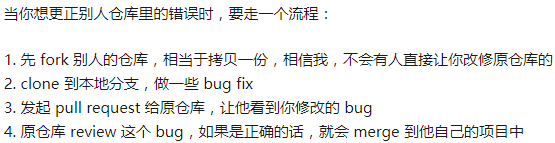 当你想更正别人仓库里的错误时，要走一个流程：
1. 先 fork 别人的仓库，相当于拷贝一份，相信我，不会有人直接让你改修原仓库的
2. clone 到本地分支，做一些 bug fix
3. 发起 pull request 给原仓库，让他看到你修改的 bug
4. 原仓库 review 这个 bug，如果是正确的话，就会 merge 到他自己的项目中